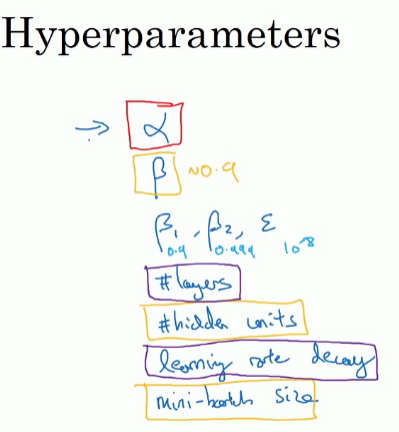 Hyperparameters
→ α
β ~0.9
β₁, β₂, ε
0.9 0.999 10⁻⁸
#layers
#hidden units
learning rate decay
mini-batch size